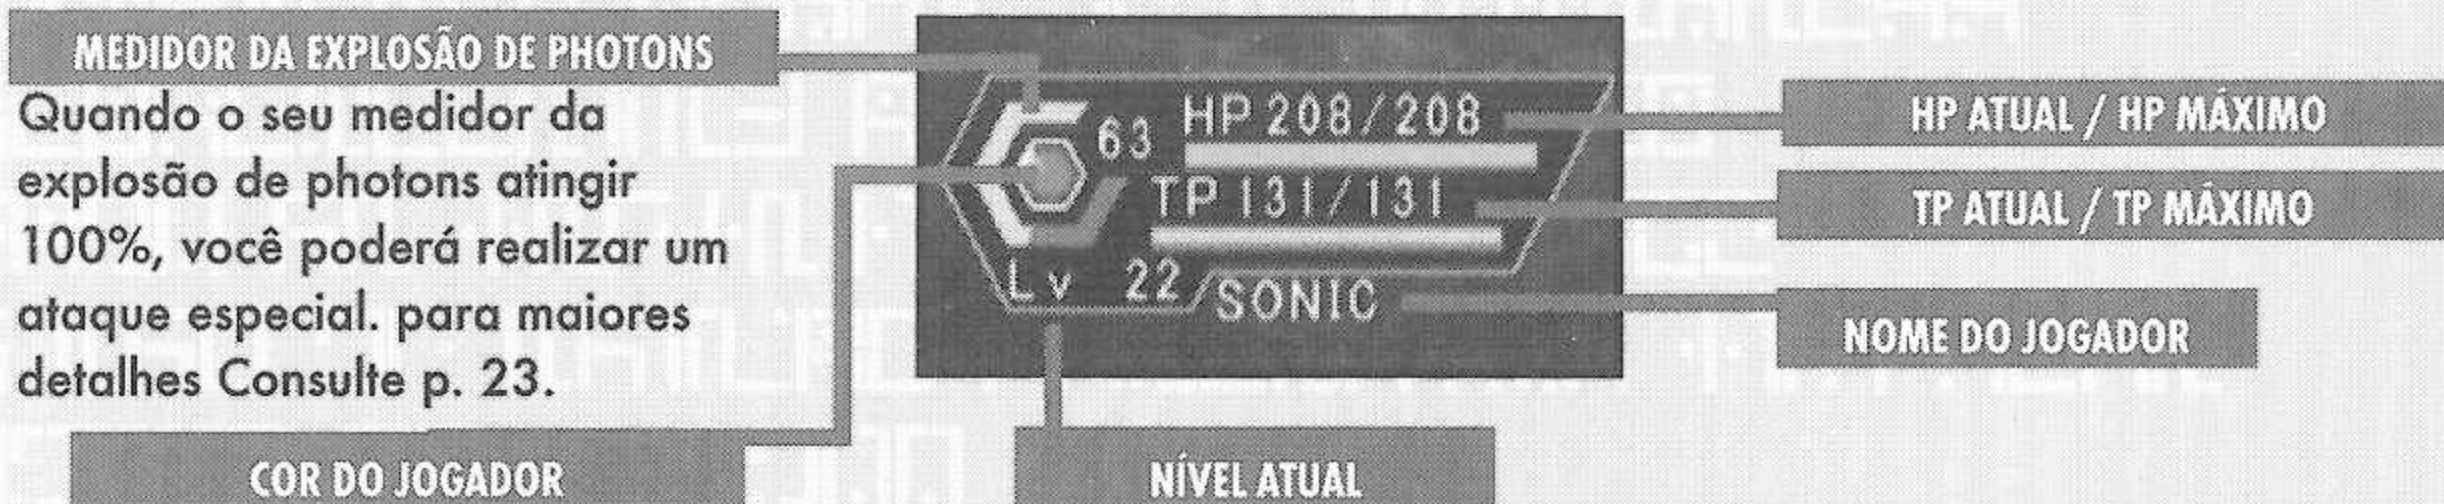 MEDIDOR DA EXPLOSÃO DE PHOTONS
Quando o seu medidor da
explosão de photons atingir
100%, você poderá realizar um
ataque especial. para maiores
detalhes Consulte p. 23.
COR DO JOGADOR
63
HP 208/208
TP 131/131
Lv 22
SONIC
NÍVEL ATUAL
HP ATUAL / HP MÁXIMO
TP ATUAL / TP MÁXIMO
NOME DO JOGADOR